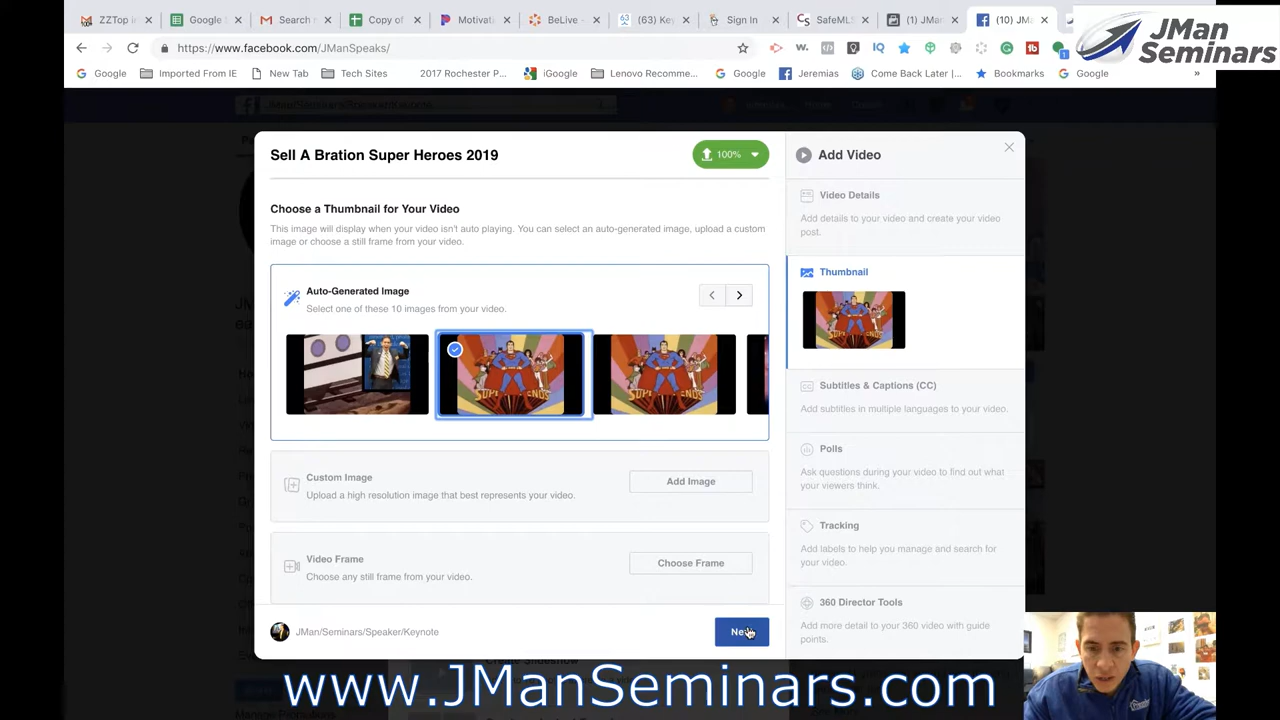 ZZTop in
Google S
Gmail Search r
Copy of
Motivati
BeLive -
(63) Key
Sign In
SafeMLS
(1) JMan
(10) JMa
JMan
Seminars
https://www.facebook.com/JManSpeaks/
Google
Imported From IE
New Tab
Tech Sites
2017 Rochester P...
iGoogle
Lenovo Recomme...
Google
Jeremias
Come Back Later |...
Bookmarks
Google
»
Sell A Bration Super Heroes 2019
100%
Add Video
Choose a Thumbnail for Your Video
This image will display when your video isn't auto playing. You can select an auto-generated image, upload a custom
image or choose a still frame from your video.
Video Details
Add details to your video and create your video
post.
Auto-Generated Image
Select one of these 10 images from your video.
Thumbnail
Custom Image
Upload a high resolution image that best represents your video.
Add Image
Subtitles & Captions (CC)
Add subtitles in multiple languages to your video.
Polls
Ask questions during your video to find out what
your viewers think.
Video Frame
Choose any still frame from your video.
Choose Frame
Tracking
Add labels to help you manage and search for
your video.
360 Director Tools
Add more detail to your 360 video with guide
points.
JMan/Seminars/Speaker/Keynote
Next
Create Slideshow
www.JManSeminars.com